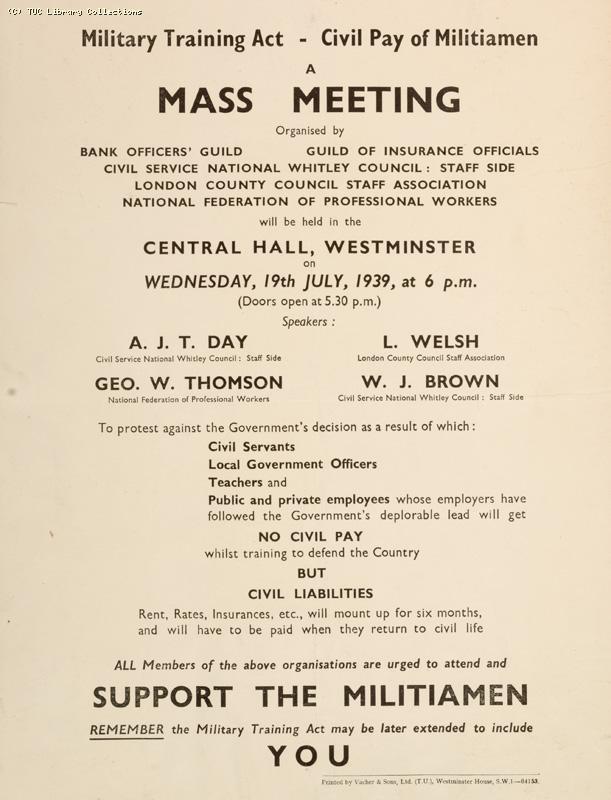 (C) TUC Library Collections
Military Training Act - Civil Pay of Militiamen
A
MASS MEETING
Organised by
BANK OFFICERS' GUILD GUILD OF INSURANCE OFFICIALS
CIVIL SERVICE NATIONAL WHITLEY COUNCIL : STAFF SIDE
LONDON COUNTY COUNCIL STAFF ASSOCIATION
NATIONAL FEDERATION OF PROFESSIONAL WORKERS
will be held in the
CENTRAL HALL, WESTMINSTER
on
WEDNESDAY, 19th JULY, 1939, at 6 p.m.
(Doors open at 5.30 p.m.)
Speakers :
A. J. T. DAY L. WELSH
Civil Service National Whitley Council : Staff Side London County Council Staff Association
GEO. W. THOMSON W. J. BROWN
National Federation of Professional Workers Civil Service National Whitley Council : Staff Side
To protest against the Government's decision as a result of which :
Civil Servants
Local Government Officers
Teachers and
Public and private employees whose employers have
followed the Government's deplorable lead will get
NO CIVIL PAY
whilst training to defend the Country
BUT
CIVIL LIABILITIES
Rent, Rates, Insurances, etc., will mount up for six months,
and will have to be paid when they return to civil life
ALL Members of the above organisations are urged to attend and
SUPPORT THE MILITIAMEN
REMEMBER the Military Training Act may be later extended to include
YOU
Printed by Vacher & Sons, Ltd. (T.U.), Westminster House, S.W.1—64153.